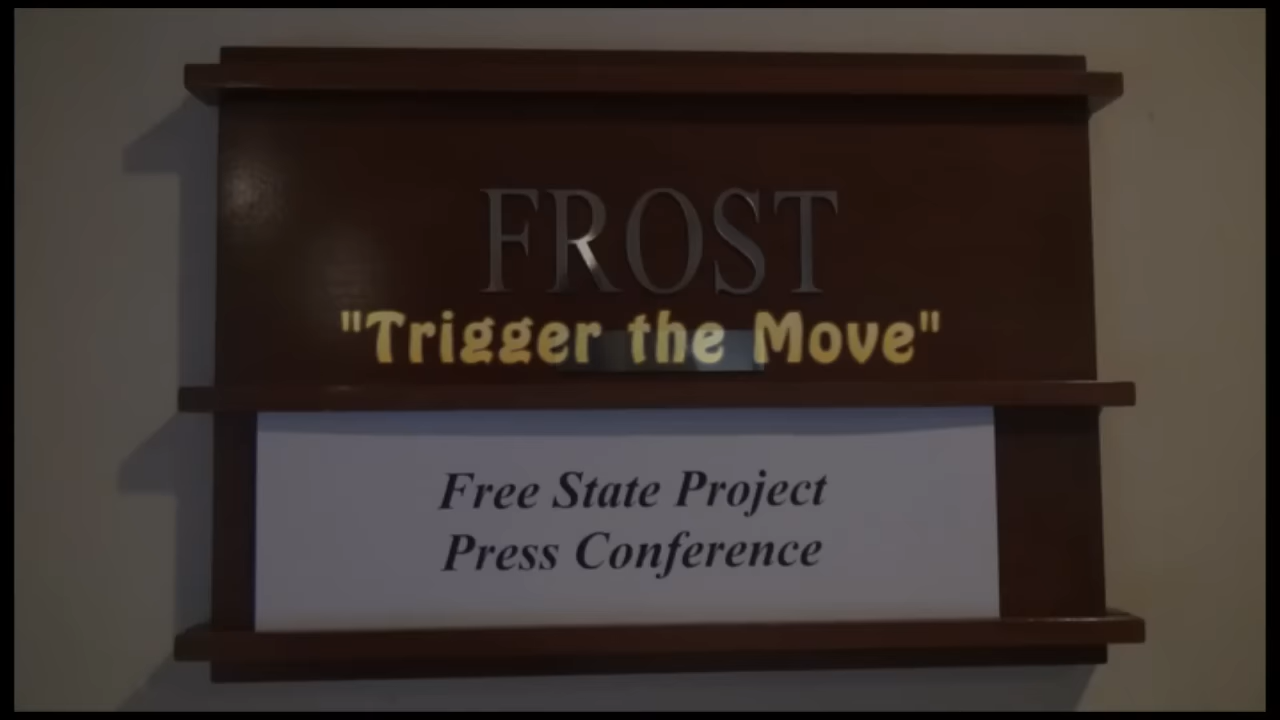 FROST
"Trigger the Move"
Free State Project
Press Conference